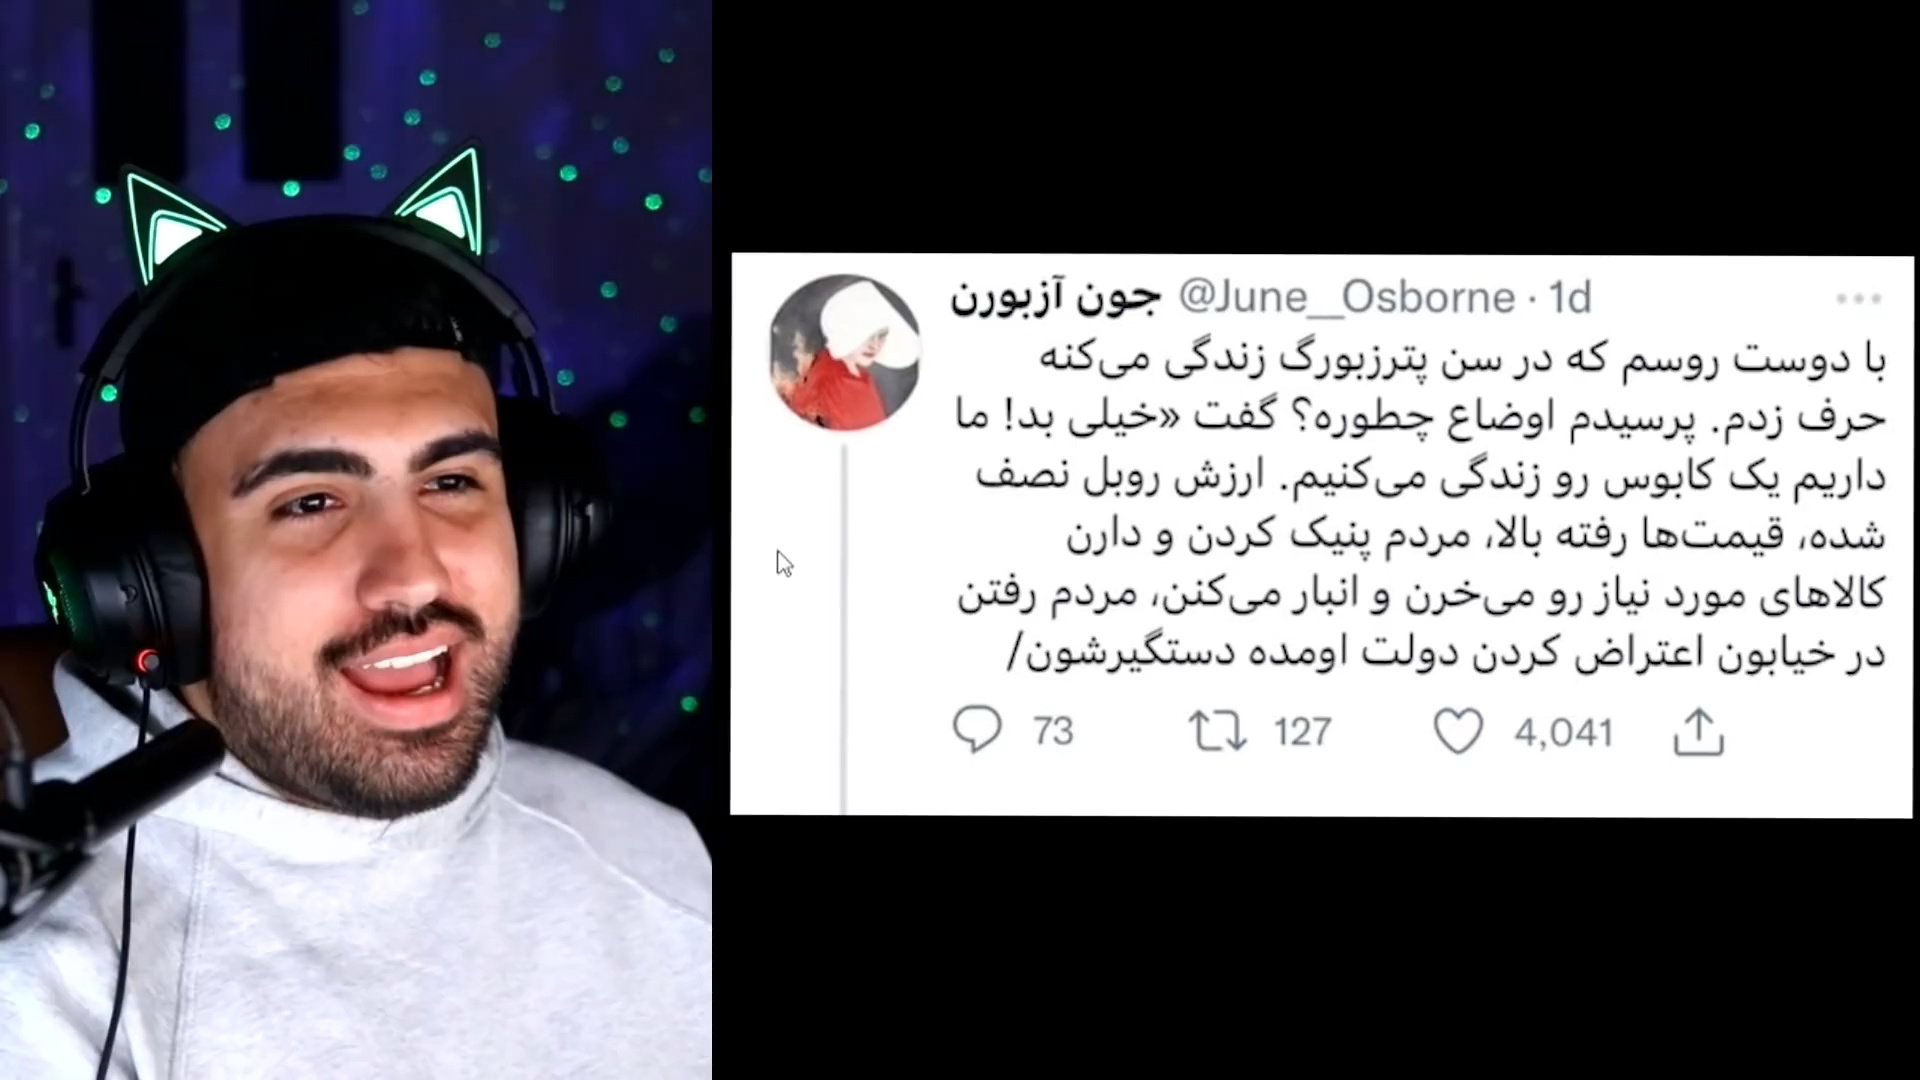 جون آزبورن @June__Osborne · 1d
با دوست روسم که در سن پترزبورگ زندگی می‌کنه
حرف زدم. پرسیدم اوضاع چطوره؟ گفت «خیلی بد! ما
داریم یک کابوس رو زندگی می‌کنیم. ارزش روبل نصف
شده، قیمت‌ها رفته بالا، مردم پنیک کردن و دارن
کالاهای مورد نیاز رو می‌خرن و انبار می‌کنن، مردم رفتن
در خیابون اعتراض کردن دولت اومده دستگیرشون/
73 127 4,041